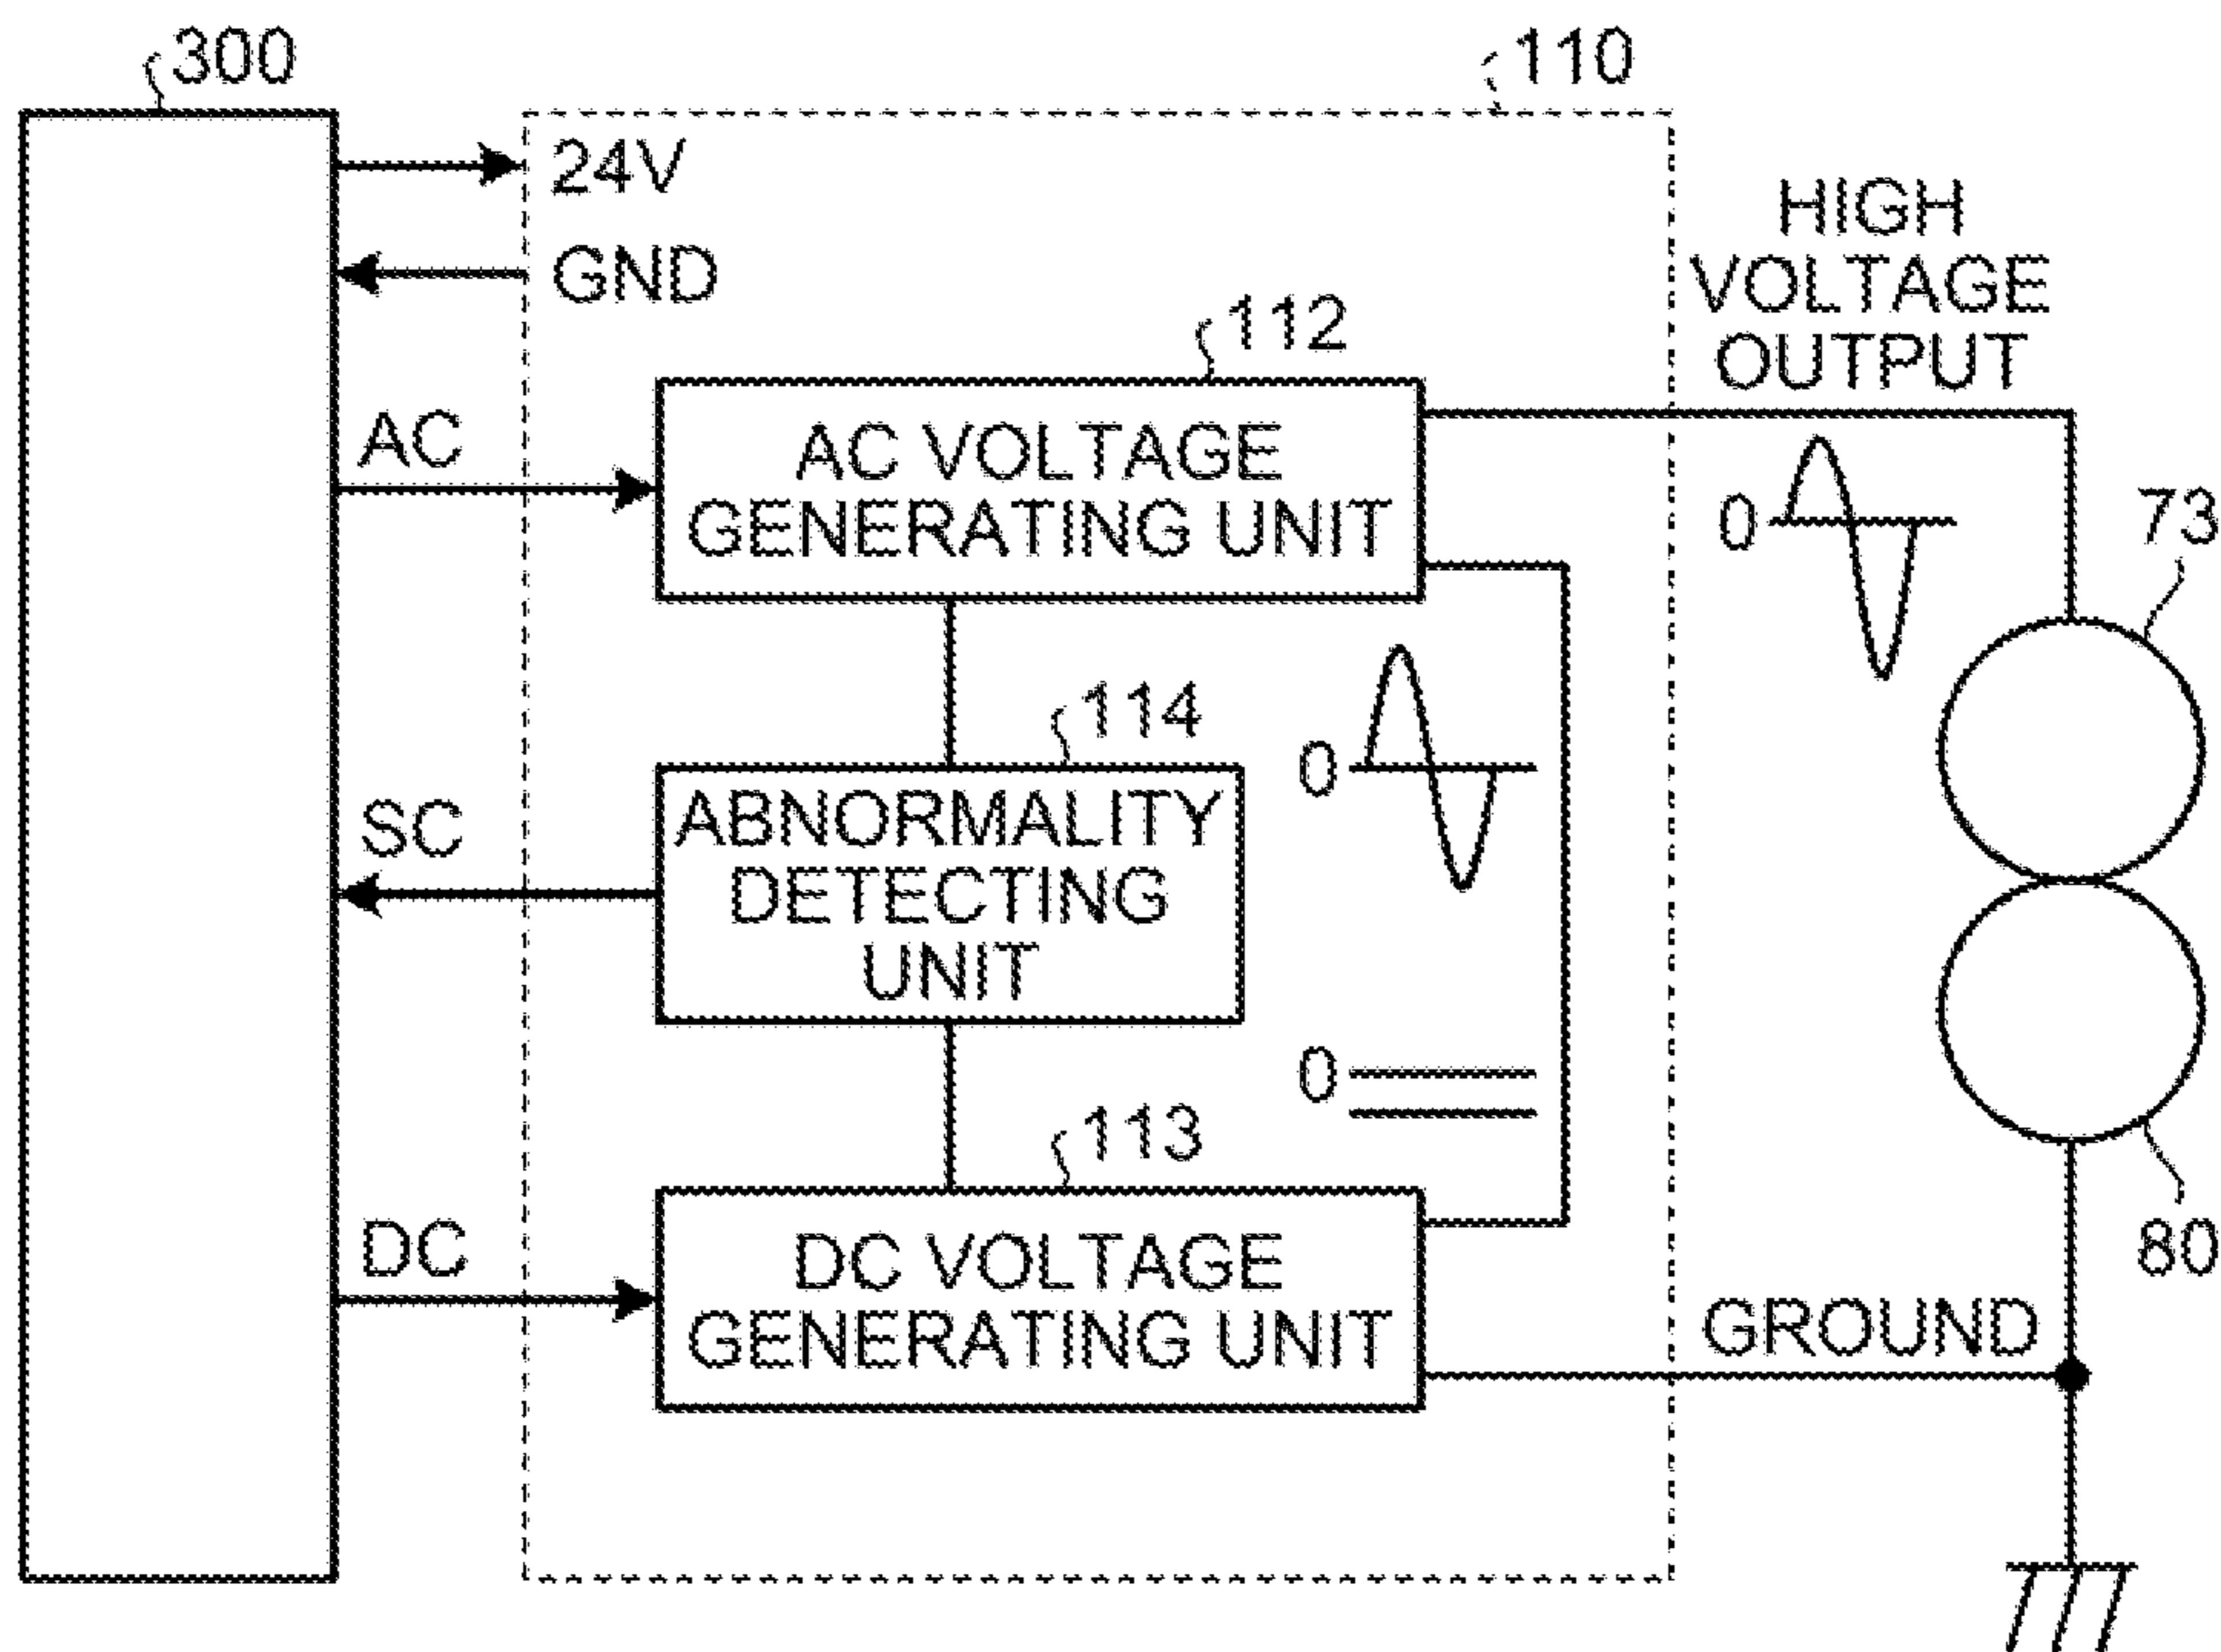 300
110
24V
GND
HIGH
VOLTAGE
OUTPUT
112
AC
AC VOLTAGE
GENERATING UNIT
0
73
114
0
SC
ABNORMALITY
DETECTING
UNIT
0
113
80
DC
DC VOLTAGE
GENERATING UNIT
GROUND